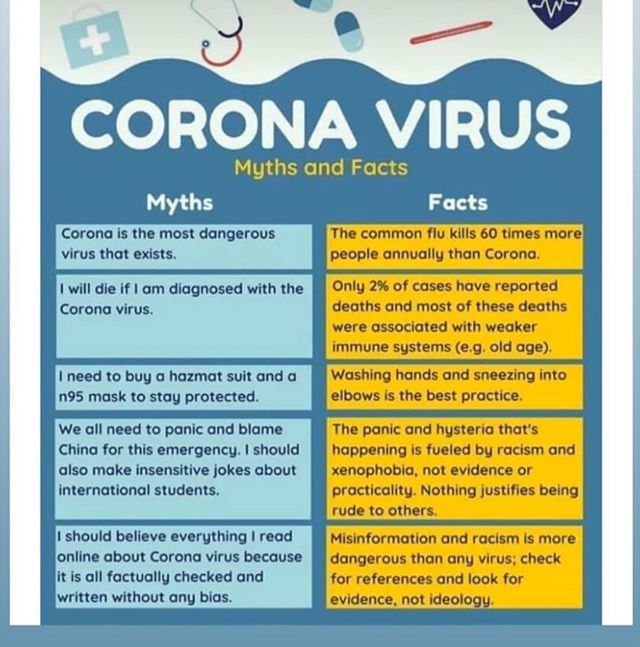 CORONA VIRUS
Myths and Facts
Myths
Facts
Corona is the most dangerous
virus that exists.
The common flu kills 60 times more
people annually than Corona.
I will die if I am diagnosed with the
Corona virus.
Only 2% of cases have reported
deaths and most of these deaths
were associated with weaker
immune systems (e.g. old age).
I need to buy a hazmat suit and a
n95 mask to stay protected.
Washing hands and sneezing into
elbows is the best practice.
We all need to panic and blame
China for this emergency. I should
also make insensitive jokes about
international students.
The panic and hysteria that's
happening is fueled by racism and
xenophobia, not evidence or
practicality. Nothing justifies being
rude to others.
I should believe everything I read
online about Corona virus because
it is all factually checked and
written without any bias.
Misinformation and racism is more
dangerous than any virus; check
for references and look for
evidence, not ideology.